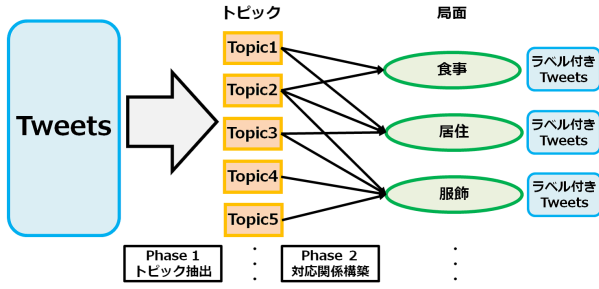 トピック
局面
Tweets
Topic1
Topic2
Topic3
Topic4
Topic5
食事
居住
服飾
ラベル付き
Tweets
ラベル付き
Tweets
ラベル付き
Tweets
Phase 1
トピック抽出
Phase 2
対応関係構築